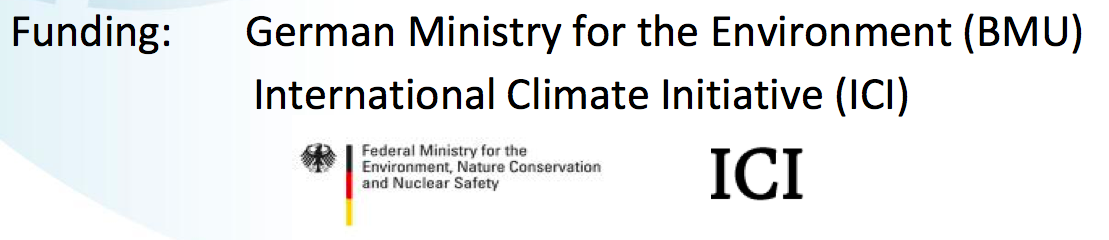 Funding: German Ministry for the Environment (BMU)
International Climate Initiative (ICI)
Federal Ministry for the
Environment, Nature Conservation
and Nuclear Safety
ICI